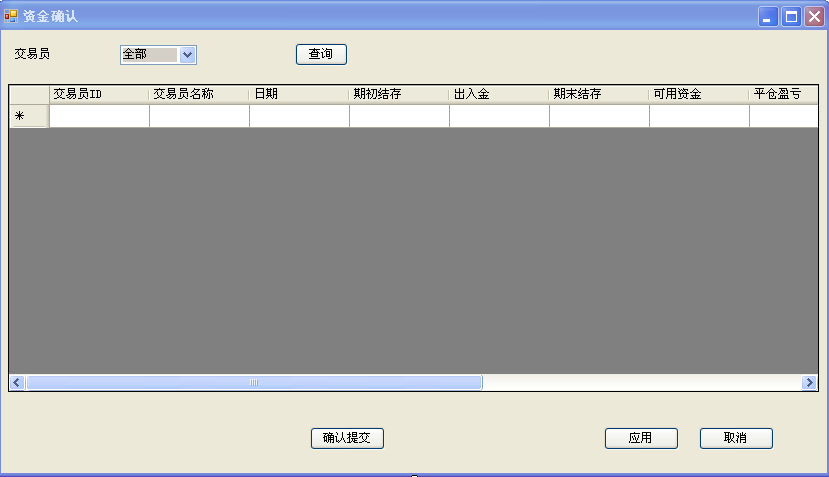 资金确认
交易员 全部 查询
交易员ID 交易员名称 日期 期初结存 出入金 期末结存 可用资金 平仓盈亏
*
确认提交 应用 取消